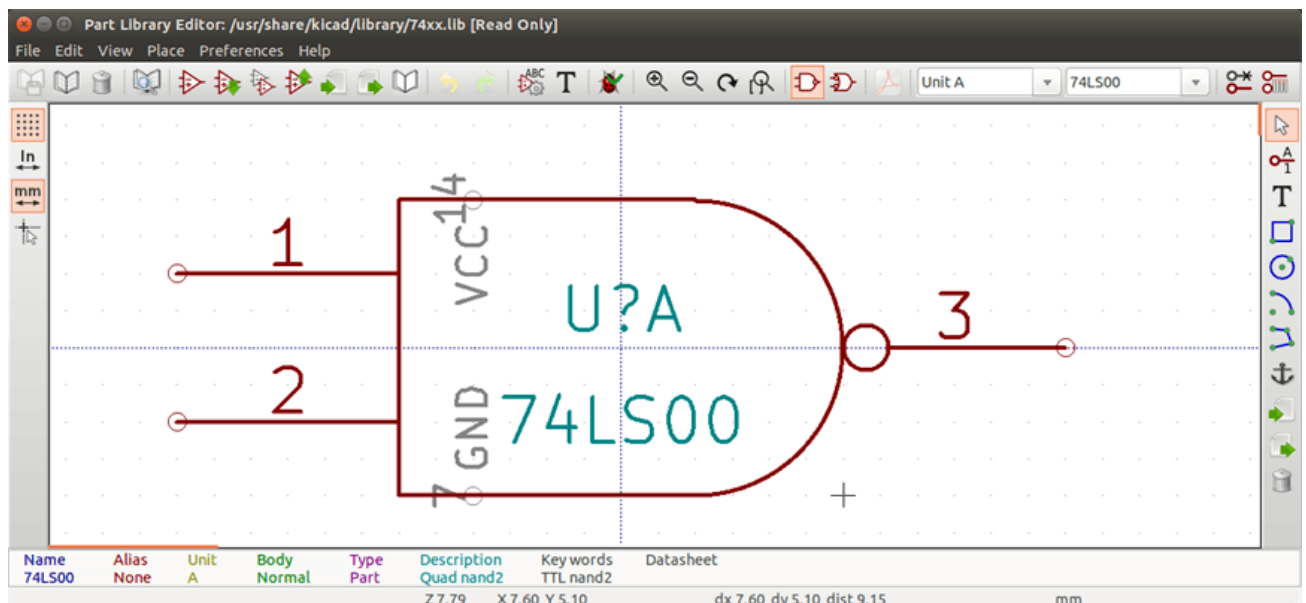 Part Library Editor: /usr/share/kicad/library/74xx.lib [Read Only]
File Edit View Place Preferences Help
ABC T Unit A 74LS00
In
mm
A
1
T
14
VCC
1
U?A
3
2
GND
74LS00
7
Name Alias Unit Body Type Description Key words Datasheet
74LS00 None A Normal Part Quad nand2 TTL nand2
Z 7.79 X 7.60 Y 5.10 dx 7.60 dy 5.10 dist 9.15 mm